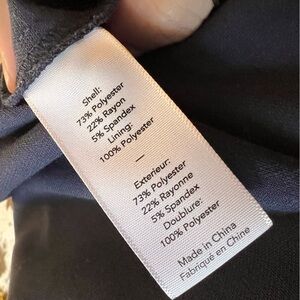 Shell:
73% Polyester
22% Rayon
5% Spandex
Lining:
100% Polyester
—
Exterieur:
73% Polyester
22% Rayonne
5% Spandex
Doublure:
100% Polyester
Made in China
Fabriqué en Chine